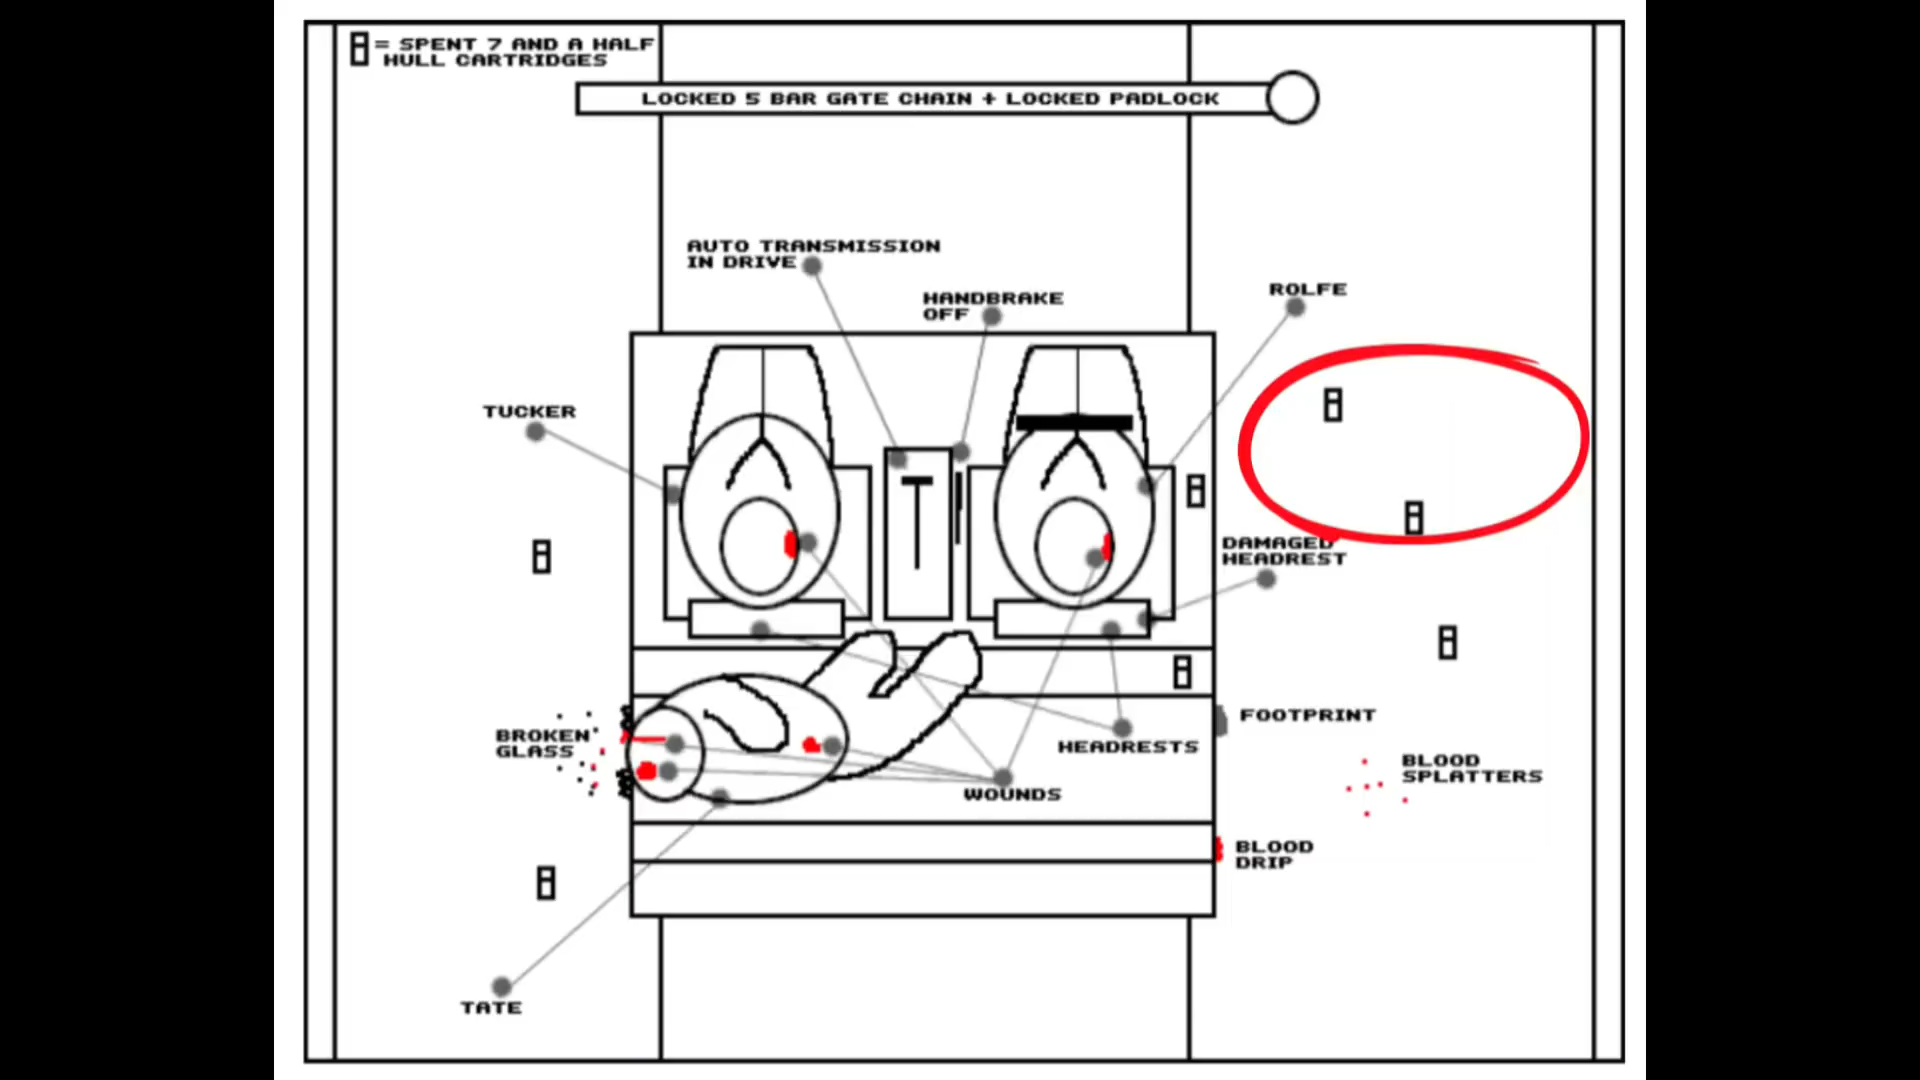 = SPENT 7 AND A HALF
HULL CARTRIDGES
LOCKED 5 BAR GATE CHAIN + LOCKED PADLOCK
AUTO TRANSMISSION
IN DRIVE
HANDBRAKE
OFF
ROLFE
TUCKER
DAMAGED
HEADREST
BROKEN
GLASS
FOOTPRINT
HEADRESTS
BLOOD
SPLATTERS
WOUNDS
BLOOD
DRIP
TATE